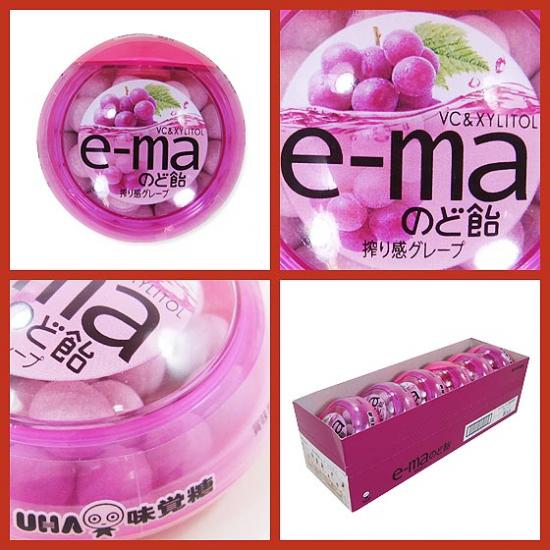 VC&XYLITOL
e-ma
のど飴
搾り感グレープ
VC&XYLITOL
e-ma
のど飴
搾り感グレープ
XYLITOL
ma
ど飴
グレープ
UHA味覚糖
e-maのど飴